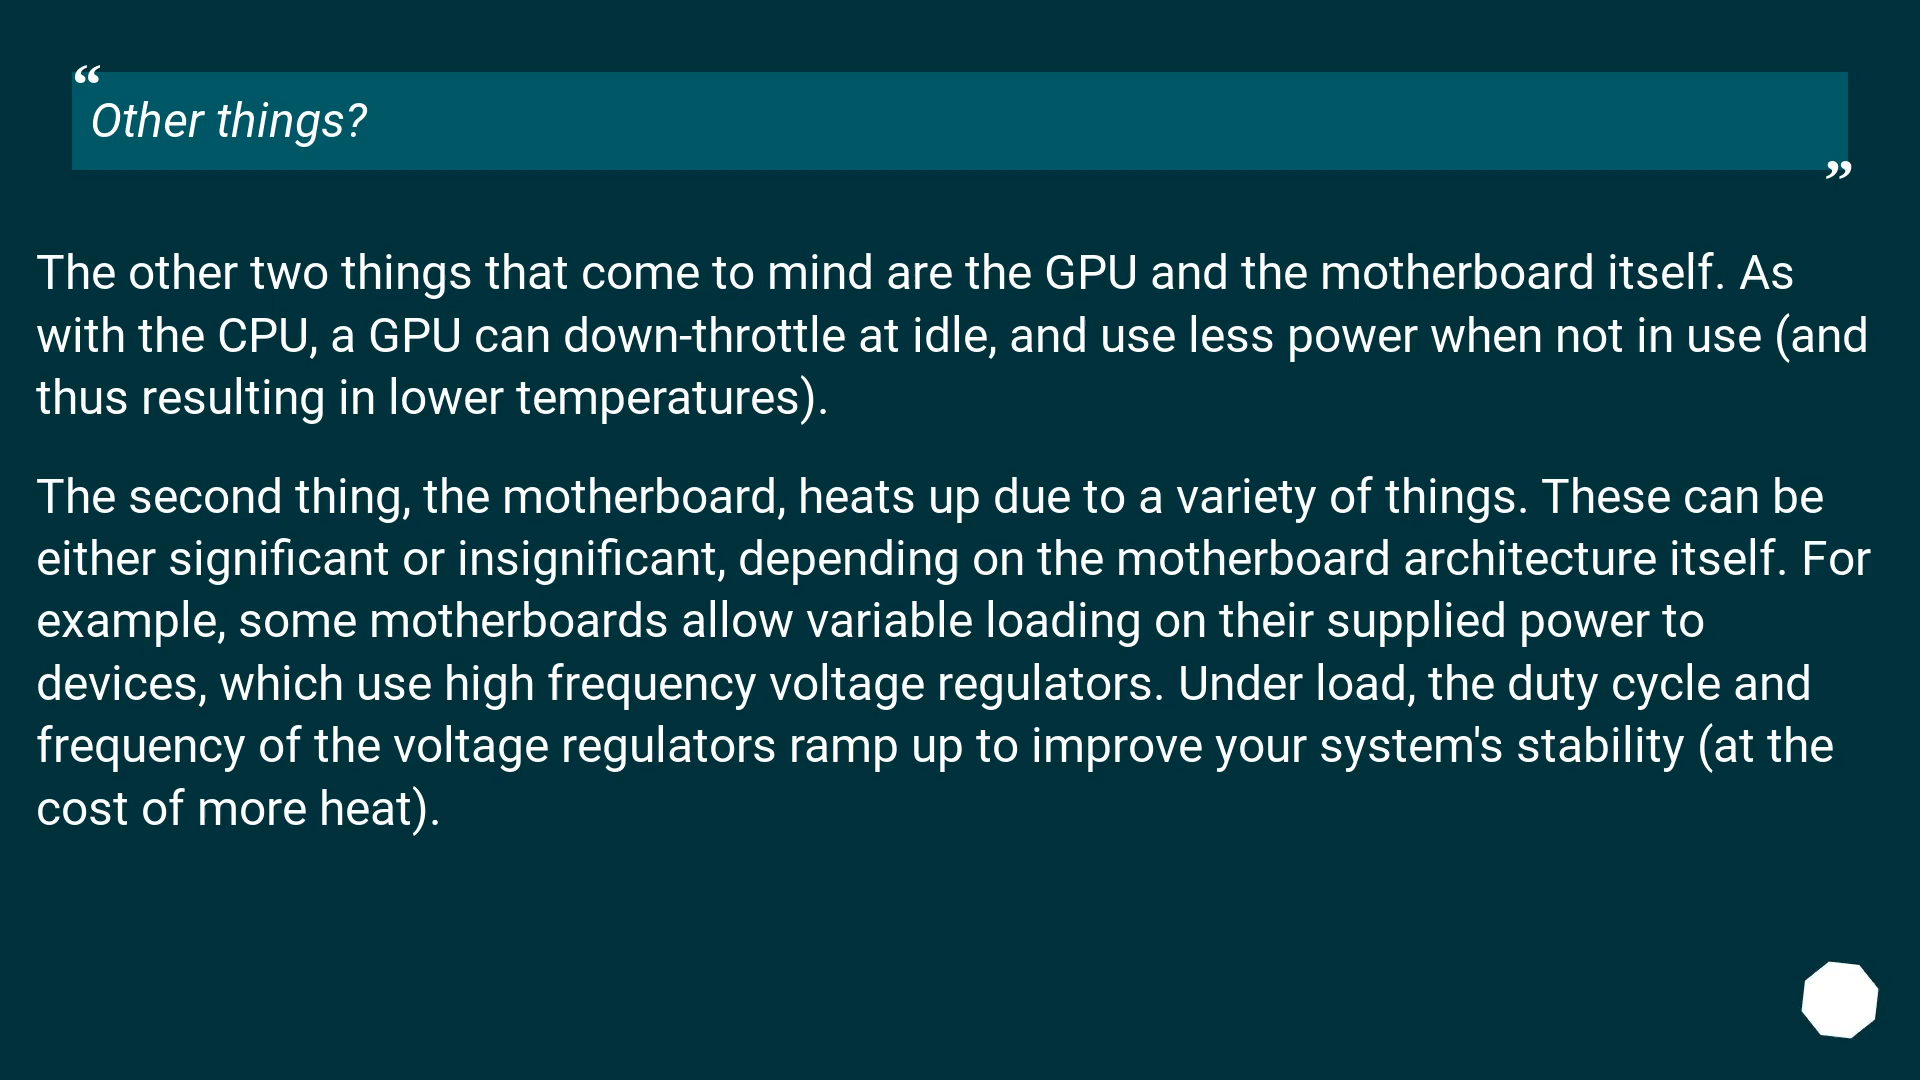 “
Other things?
”
The other two things that come to mind are the GPU and the motherboard itself. As
with the CPU, a GPU can down-throttle at idle, and use less power when not in use (and
thus resulting in lower temperatures).
The second thing, the motherboard, heats up due to a variety of things. These can be
either significant or insignificant, depending on the motherboard architecture itself. For
example, some motherboards allow variable loading on their supplied power to
devices, which use high frequency voltage regulators. Under load, the duty cycle and
frequency of the voltage regulators ramp up to improve your system's stability (at the
cost of more heat).